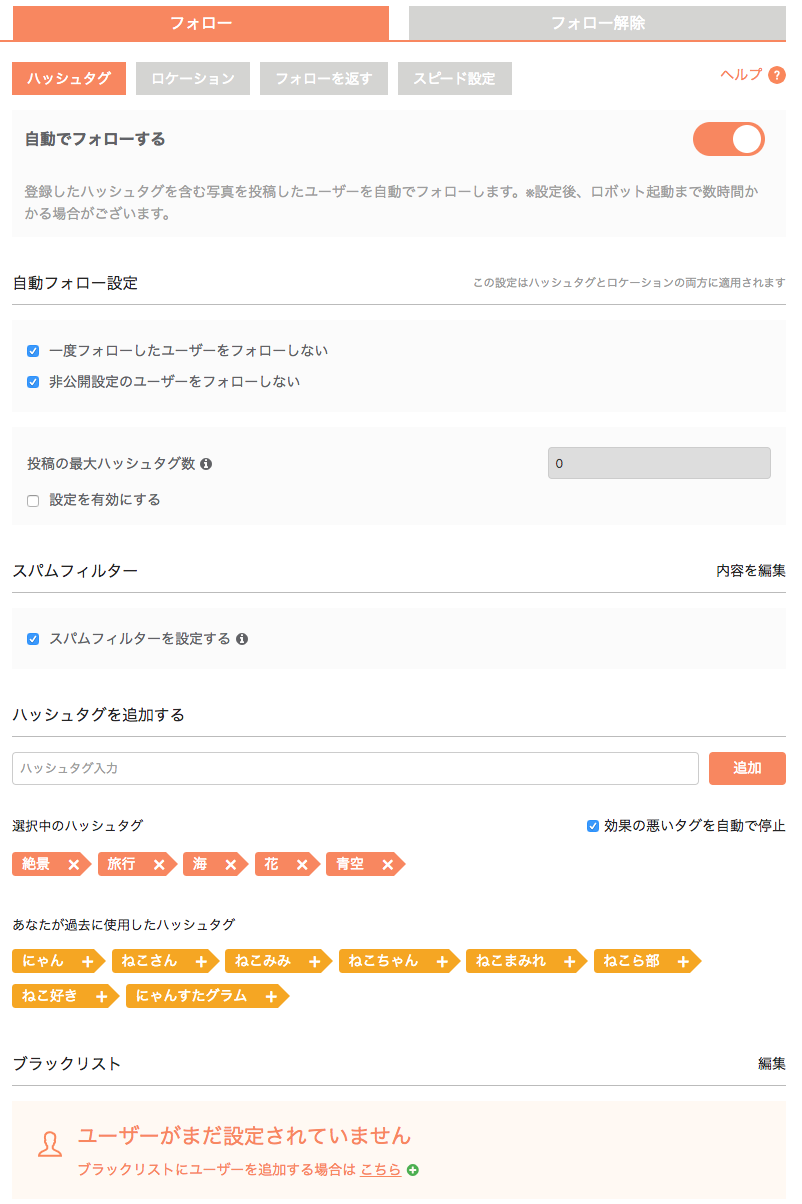 フォロー
フォロー解除
ハッシュタグ
ロケーション
フォローを返す
スピード設定
ヘルプ ?
自動でフォローする
登録したハッシュタグを含む写真を投稿したユーザーを自動でフォローします。※設定後、ロボット起動まで数時間か
かる場合がございます。
自動フォロー設定
この設定はハッシュタグとロケーションの両方に適用されます
一度フォローしたユーザーをフォローしない
非公開設定のユーザーをフォローしない
投稿の最大ハッシュタグ数
0
設定を有効にする
スパムフィルター
内容を編集
スパムフィルターを設定する
ハッシュタグを追加する
ハッシュタグ入力
追加
選択中のハッシュタグ
効果の悪いタグを自動で停止
絶景 ×
旅行 ×
海 ×
花 ×
青空 ×
あなたが過去に使用したハッシュタグ
にゃん +
ねこさん +
ねこみみ +
ねこちゃん +
ねこまみれ +
ねこら部 +
ねこ好き +
にゃんすたグラム +
ブラックリスト
編集
ユーザーがまだ設定されていません
ブラックリストにユーザーを追加する場合は こちら